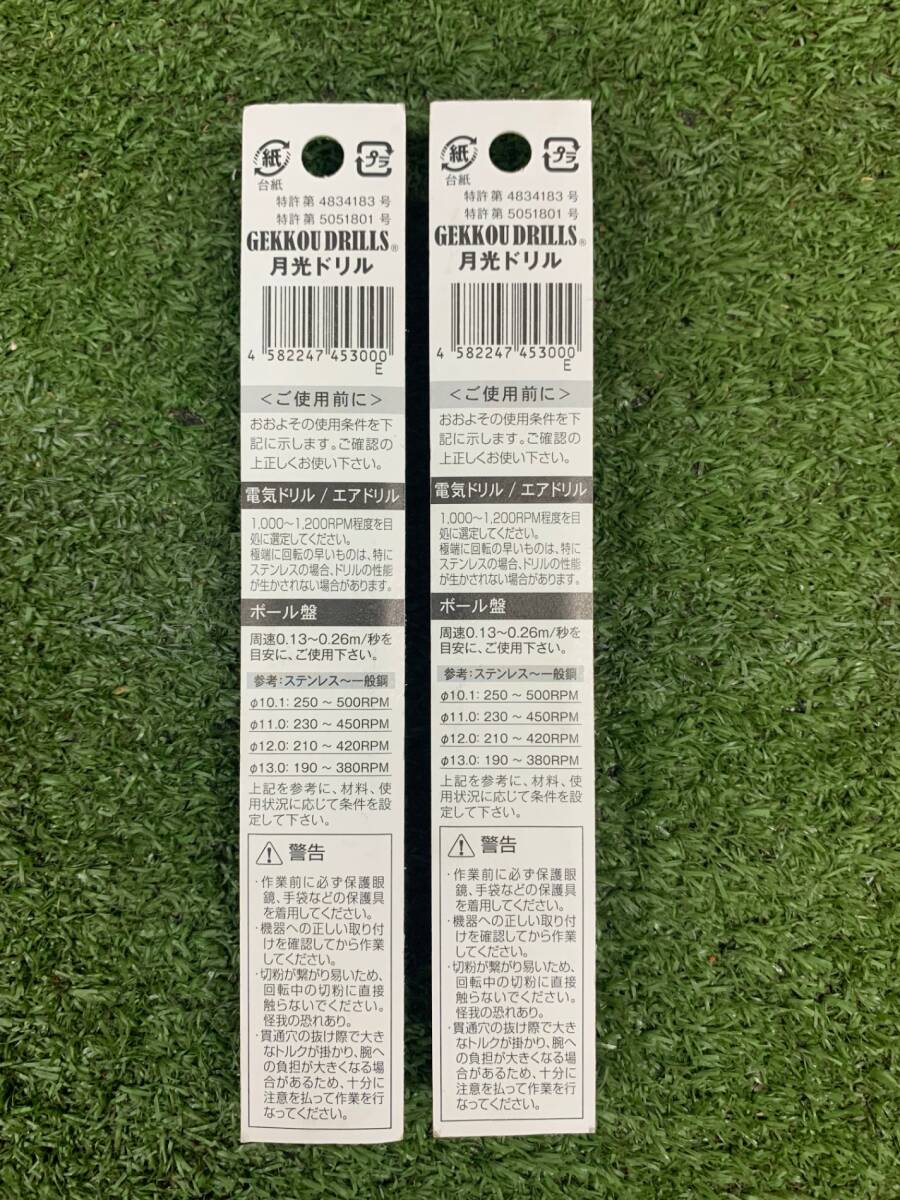 紙
プラ
台紙
特許第 4834183 号
特許第 5051801 号
GEKKOU DRILLS®
月光ドリル
4 582247 453000
E
<ご使用前に>
おおよその使用条件を下
記に示します。ご確認の
上正しくお使い下さい。
電気ドリル / エアドリル
1,000〜1,200RPM程度を目
処に選定してください。
極端に回転の早いものは、特に
ステンレスの場合、ドリルの性能
が生かされない場合があります。
ボール盤
周速0.13〜0.26m/秒を
目安に、ご使用下さい。
参考:ステンレス〜一般鋼
φ10.1: 250 〜 500RPM
φ11.0: 230 〜 450RPM
φ12.0: 210 〜 420RPM
φ13.0: 190 〜 380RPM
上記を参考に、材料、使
用状況に応じて条件を設
定して下さい。
警告
・作業前に必ず保護眼
鏡、手袋などの保護具
を着用してください。
・機器への正しい取り付
けを確認してから作業
してください。
・切粉が繋がり易いため、
回転中の切粉に直接
触らないでください。
怪我の恐れあり。
・貫通穴の抜け際で大き
なトルクが掛かり、腕へ
の負担が大きくなる場
合があるため、十分に
注意を払って作業を行
なってください。
紙
プラ
台紙
特許第 4834183 号
特許第 5051801 号
GEKKOU DRILLS®
月光ドリル
4 582247 453000
E
<ご使用前に>
おおよその使用条件を下
記に示します。ご確認の
上正しくお使い下さい。
電気ドリル / エアドリル
1,000〜1,200RPM程度を目
処に選定してください。
極端に回転の早いものは、特に
ステンレスの場合、ドリルの性能
が生かされない場合があります。
ボール盤
周速0.13〜0.26m/秒を
目安に、ご使用下さい。
参考:ステンレス〜一般鋼
φ10.1: 250 〜 500RPM
φ11.0: 230 〜 450RPM
φ12.0: 210 〜 420RPM
φ13.0: 190 〜 380RPM
上記を参考に、材料、使
用状況に応じて条件を設
定して下さい。
警告
・作業前に必ず保護眼
鏡、手袋などの保護具
を着用してください。
・機器への正しい取り付
けを確認してから作業
してください。
・切粉が繋がり易いため、
回転中の切粉に直接
触らないでください。
怪我の恐れあり。
・貫通穴の抜け際で大き
なトルクが掛かり、腕へ
の負担が大きくなる場
合があるため、十分に
注意を払って作業を行
なってください。